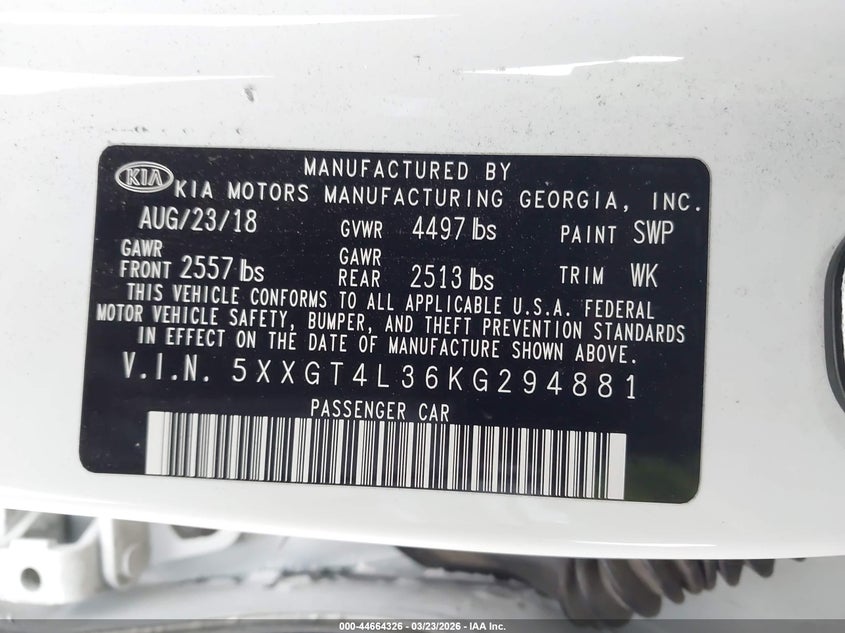 KIA
MANUFACTURED BY
KIA MOTORS MANUFACTURING GEORGIA, INC.
AUG/23/18 GVWR 4497 lbs PAINT SWP
GAWR FRONT 2557 lbs GAWR REAR 2513 lbs TRIM WK
THIS VEHICLE CONFORMS TO ALL APPLICABLE U.S.A. FEDERAL
MOTOR VEHICLE SAFETY, BUMPER, AND THEFT PREVENTION STANDARDS
IN EFFECT ON THE DATE OF MANUFACTURE SHOWN ABOVE.
V.I.N. 5XXGT4L36KG294881
PASSENGER CAR
000-44664326 - 03/23/2026 - IAA Inc.